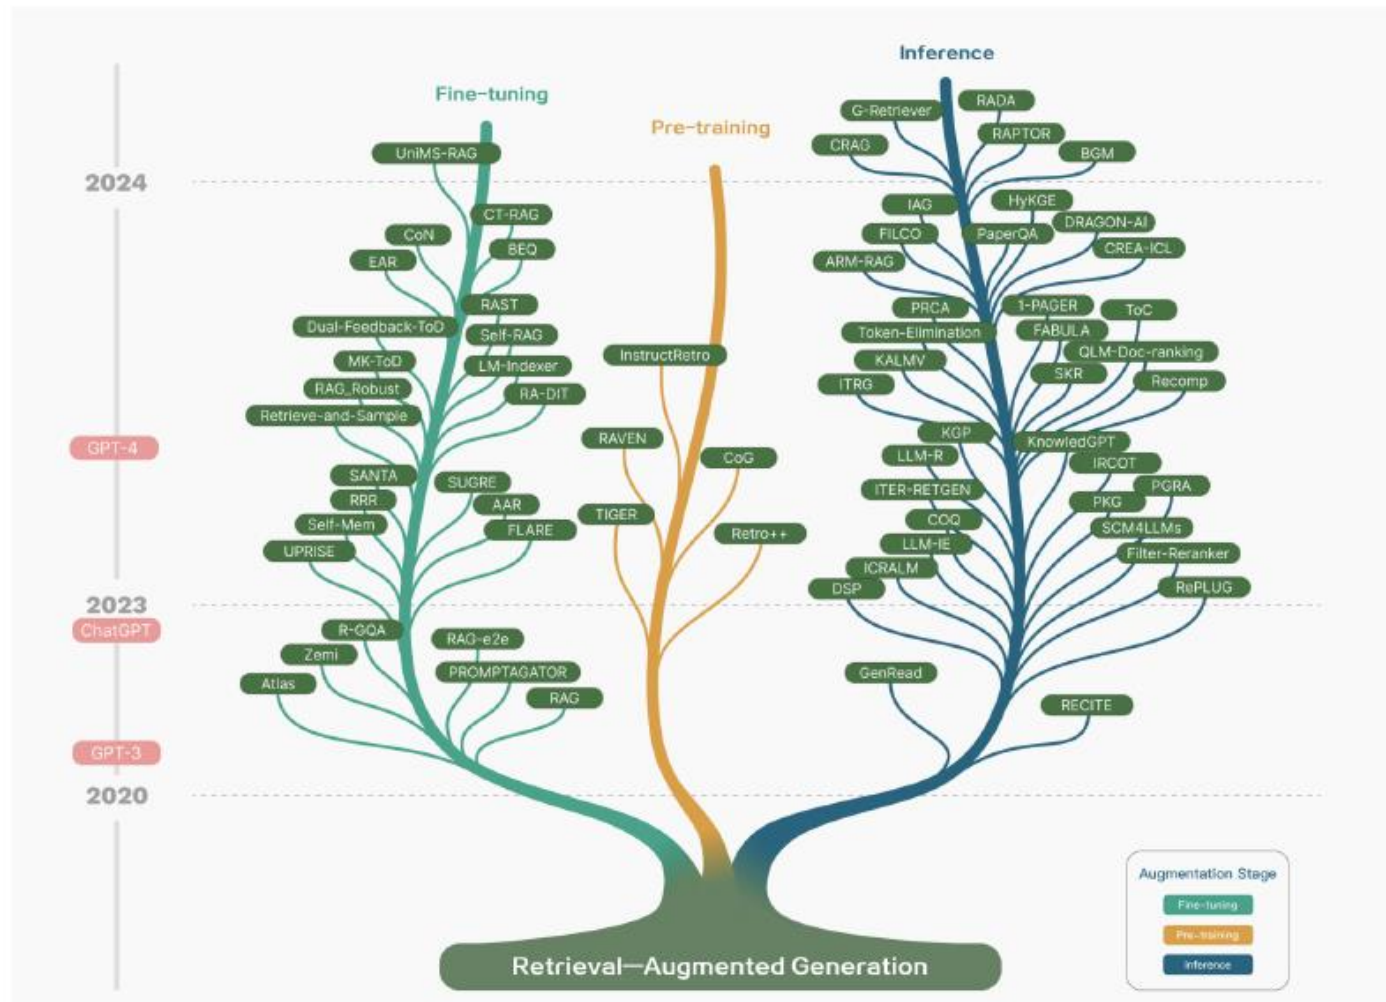 Inference
Fine-tuning
Pre-training
G-Retriever
RADA
CRAG
RAPTOR
BGM
UniMS-RAG
2024
CT-RAG
CoN
BEQ
EAR
IAG
HyKGE
FILCO
PaperQA
DRAGON-AI
ARM-RAG
CREA-ICL
RAST
Dual-Feedback-ToD
Self-RAG
MK-ToD
LM-Indexer
RAG_Robust
RA-DIT
Retrieve-and-Sample
InstructRetro
PRCA
1-PAGER
ToC
Token-Elimination
FABULA
KALMV
QLM-Doc-ranking
ITRG
SKR
Recomp
GPT-4
RAVEN
CoG
KGP
KnowledGPT
LLM-R
IRCOT
SANTA
SUGRE
ITER-RETGEN
PGRA
RRR
AAR
PKG
Self-Mem
FLARE
TIGER
Retro++
COQ
SCM4LLMs
UPRISE
LLM-IE
Filter-Reranker
ICRALM
DSP
RePLUG
2023
ChatGPT
R-GQA
RAG-e2e
Zemi
PROMPTAGATOR
Atlas
RAG
GenRead
RECITE
GPT-3
2020
Augmentation Stage
Fine-tuning
Pre-training
Inference
Retrieval—Augmented Generation